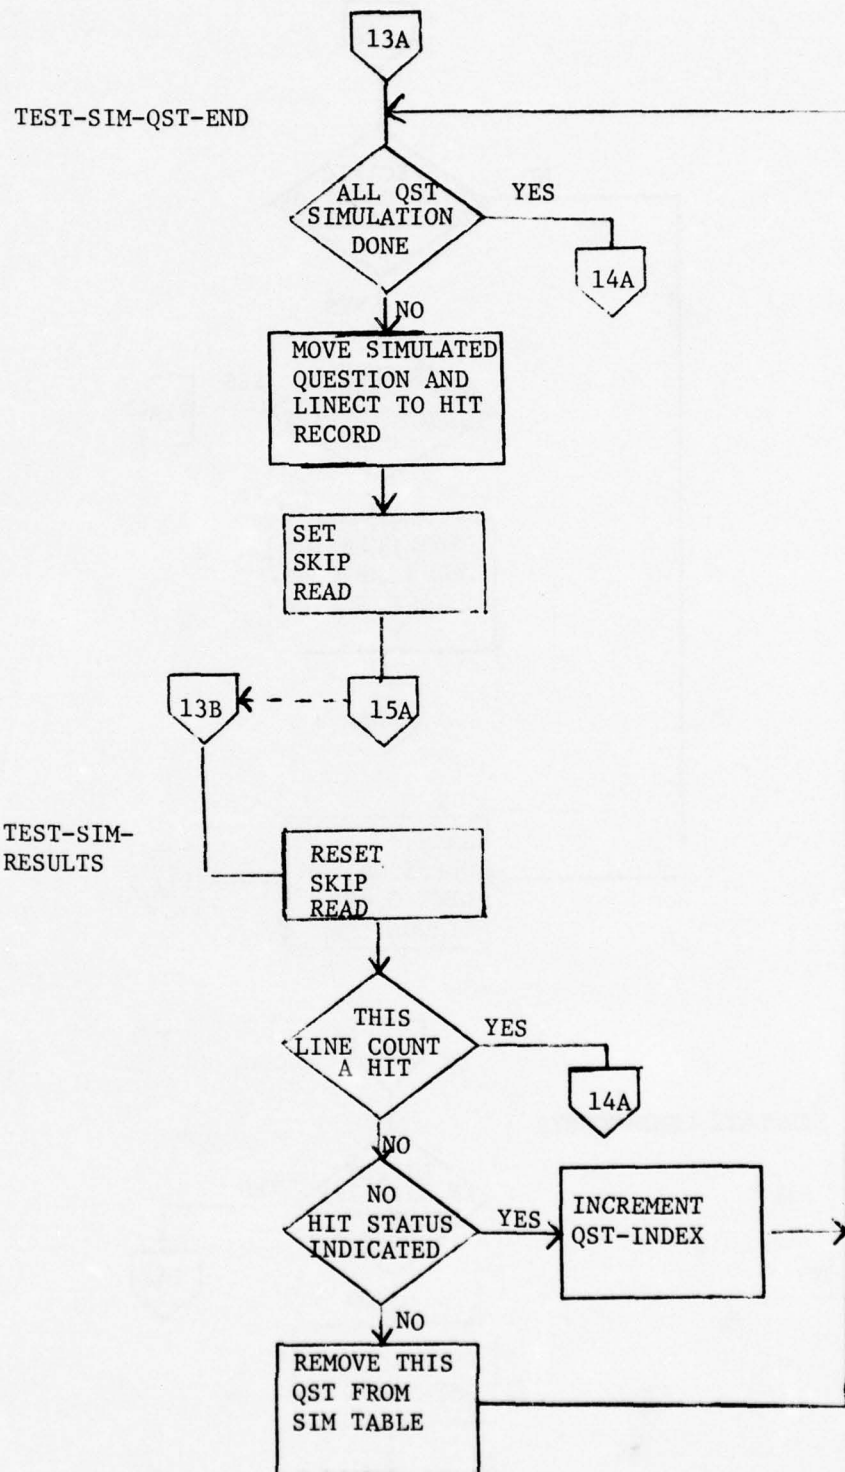 13A
TEST-SIM-QST-END
ALL QST
SIMULATION
DONE
YES
14A
NO
MOVE SIMULATED
QUESTION AND
LINECT TO HIT
RECORD
SET
SKIP
READ
13B
15A
TEST-SIM-
RESULTS
RESET
SKIP
READ
THIS
LINE COUNT
A HIT
YES
14A
NO
NO
HIT STATUS
INDICATED
YES
INCREMENT
QST-INDEX
NO
REMOVE THIS
QST FROM
SIM TABLE